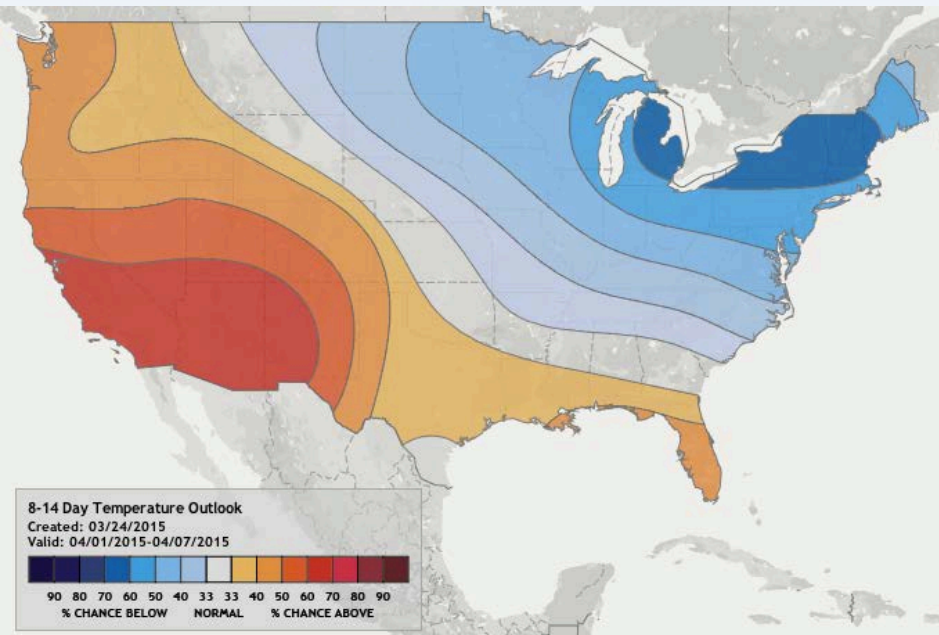 8-14 Day Temperature Outlook
Created: 03/24/2015
Valid: 04/01/2015-04/07/2015
90 80 70 60 50 40 33 33 40 50 60 70 80 90
% CHANCE BELOW NORMAL % CHANCE ABOVE